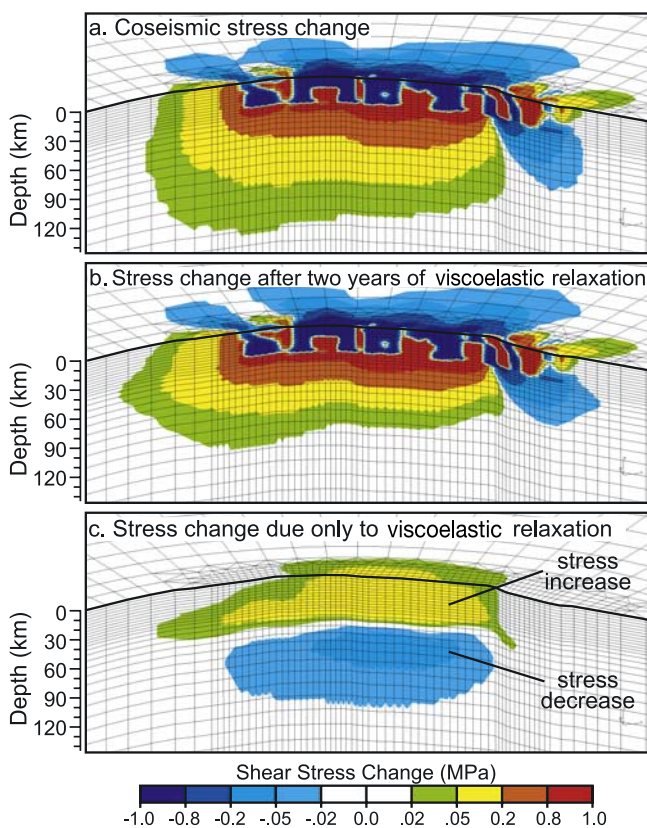 a. Coseismic stress change
Depth (km)
0
30
60
90
120
b. Stress change after two years of viscoelastic relaxation
Depth (km)
0
30
60
90
120
c. Stress change due only to viscoelastic relaxation
stress
increase
Depth (km)
0
30
60
90
120
stress
decrease
Shear Stress Change (MPa)
-1.0 -0.8 -0.2 -.05 -.02 0.0 .02 .05 0.2 0.8 1.0